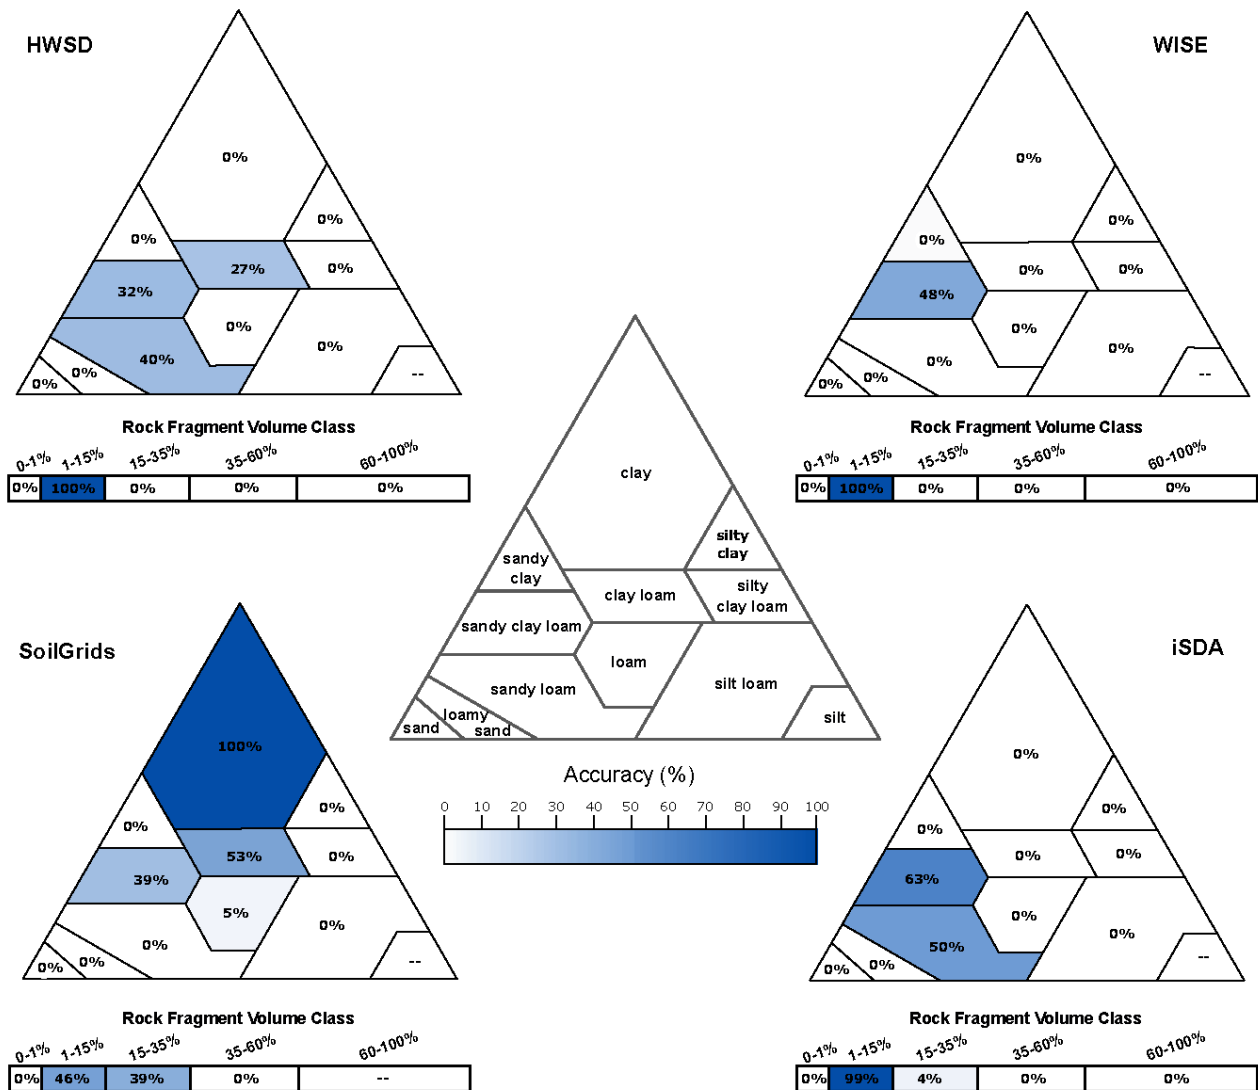 HWSD
0%
0%
0%
27%
0%
32%
0%
0%
40%
0%
0%
--
Rock Fragment Volume Class
0-1% 1-15% 15-35% 35-60% 60-100%
0% 100% 0% 0% 0%
WISE
0%
0%
0%
0%
0%
48%
0%
0%
0%
0%
0%
--
Rock Fragment Volume Class
0-1% 1-15% 15-35% 35-60% 60-100%
0% 100% 0% 0% 0%
clay
silty
clay
sandy
clay
clay loam
silty
clay loam
sandy clay loam
loam
sandy loam
silt loam
loamy
sand
sand
silt
Accuracy (%)
0 10 20 30 40 50 60 70 80 90 100
SoilGrids
100%
0%
0%
53%
0%
39%
5%
0%
0%
0%
0%
--
Rock Fragment Volume Class
0-1% 1-15% 15-35% 35-60% 60-100%
0% 46% 39% 0% --
iSDA
0%
0%
0%
0%
0%
63%
0%
50%
0%
0%
0%
--
Rock Fragment Volume Class
0-1% 1-15% 15-35% 35-60% 60-100%
0% 99% 4% 0% 0%